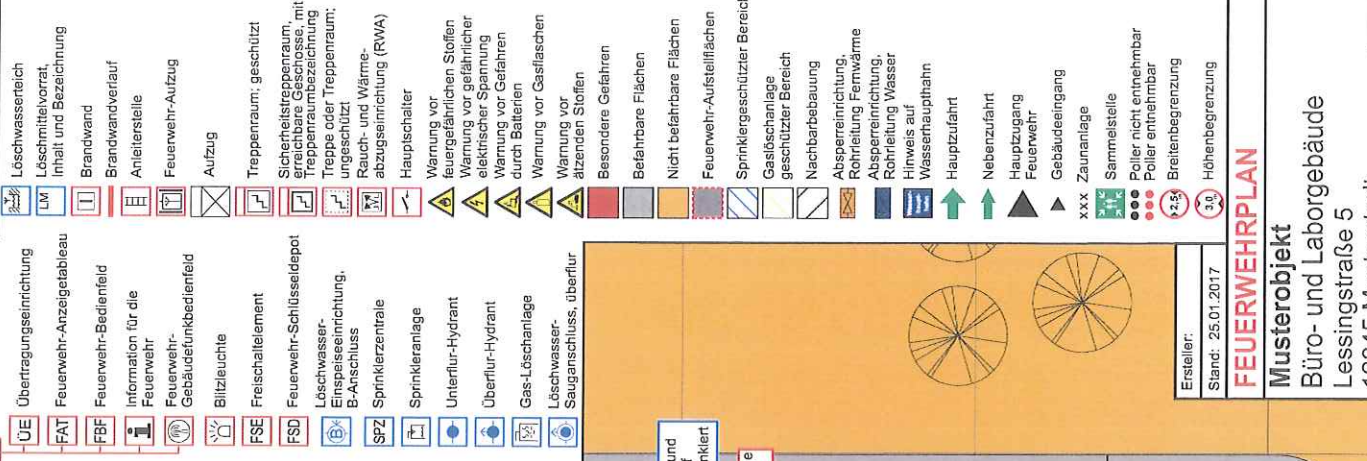 ÜE Übertragungseinrichtung
FAT Feuerwehr-Anzeigetableau
FBF Feuerwehr-Bedienfeld
i Information für die
Feuerwehr
Feuerwehr-
Gebäudefunkbedienfeld
Blitzleuchte
FSE Freischaltelement
FSD Feuerwehr-Schlüsseldepot
Löschwasser-
B Einspeiseeinrichtung,
B-Anschluss
SPZ Sprinklerzentrale
Sprinkleranlage
Unterflur-Hydrant
Überflur-Hydrant
Gas-Löschanlage
Löschwasser-
Sauganschluss, überflur
Löschwasserteich
LM Löschmittelvorrat,
Inhalt und Bezeichnung
Brandwand
Brandwandverlauf
Anleiterstelle
Feuerwehr-Aufzug
Aufzug
Treppenraum; geschützt
Sicherheitstreppenraum,
erreichbare Geschosse, mit
Treppenraumbezeichnung
Treppe oder Treppenraum;
ungeschützt
Rauch- und Wärme-
abzugseinrichtung (RWA)
Hauptschalter
Warnung vor
feuergefährlichen Stoffen
Warnung vor gefährlicher
elektrischer Spannung
Warnung vor Gefahren
durch Batterien
Warnung vor Gasflaschen
Warnung vor
ätzenden Stoffen
Besondere Gefahren
Befahrbare Flächen
Nicht befahrbare Flächen
Feuerwehr-Aufstellflächen
Sprinklergeschützter Bereich
Gaslöschanlage
geschützter Bereich
Nachbarbebauung
Absperreinrichtung,
Rohrleitung Fernwärme
Absperreinrichtung,
Rohrleitung Wasser
Hinweis auf
Wasserhaupthahn
Hauptzufahrt
Nebenzufahrt
Hauptzugang
Feuerwehr
Gebäudeeingang
xxx Zaunanlage
Sammelstelle
Poller nicht entnehmbar
Poller entnehmbar
2,5 Breitenbegrenzung
3,0 Höhenbegrenzung
und
f
nklert
e
Ersteller:
Stand: 25.01.2017
FEUERWEHRPLAN
Musterobjekt
Büro- und Laborgebäude
Lessingstraße 5